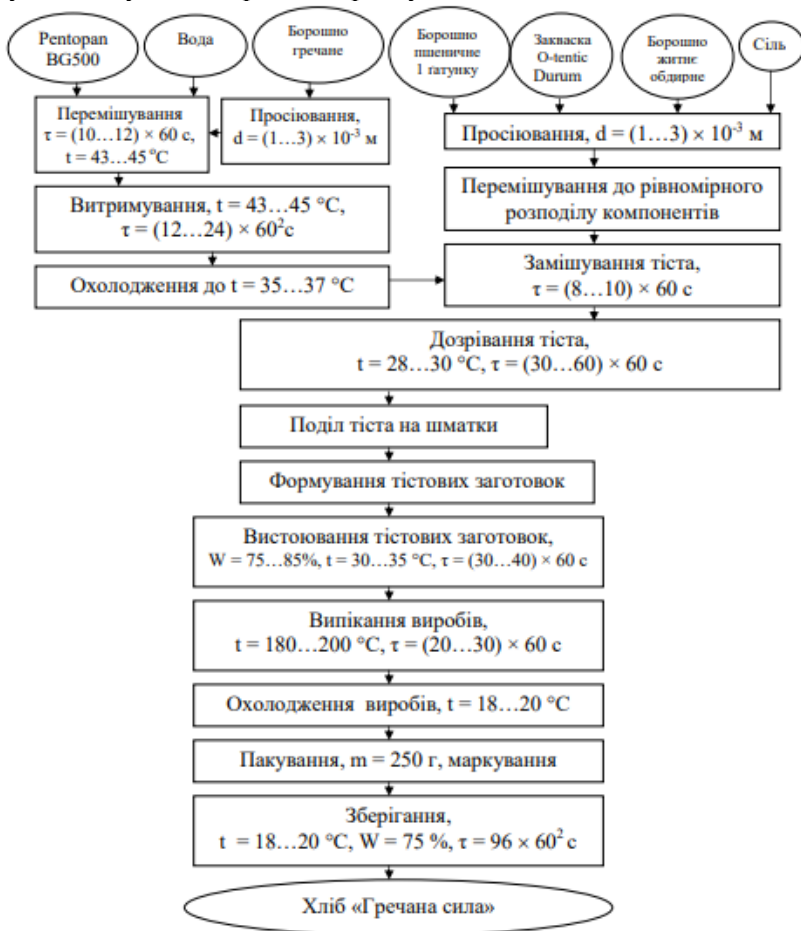 Pentopan
BG500
Вода
Борошно
гречане
Борошно
пшеничне
1 ґатунку
Закваска
O-tentic
Durum
Борошно
житнє
обдирне
Сіль
Перемішування
τ = (10…12) × 60 с,
t = 43…45 °C
Просіювання,
d = (1…3) × 10⁻³ м
Просіювання, d = (1…3) × 10⁻³ м
Витримування, t = 43…45 °C,
τ = (12…24) × 60²с
Перемішування до рівномірного
розподілу компонентів
Охолодження до t = 35…37 °C
Замішування тіста,
τ = (8…10) × 60 с
Дозрівання тіста,
t = 28…30 °C, τ = (30…60) × 60 с
Поділ тіста на шматки
Формування тістових заготовок
Вистоювання тістових заготовок,
W = 75…85%, t = 30…35 °C, τ = (30…40) × 60 с
Випікання виробів,
t = 180…200 °C, τ = (20…30) × 60 с
Охолодження виробів, t = 18…20 °C
Пакування, m = 250 г, маркування
Зберігання,
t = 18…20 °C, W = 75 %, τ = 96 × 60² с
Хліб «Гречана сила»